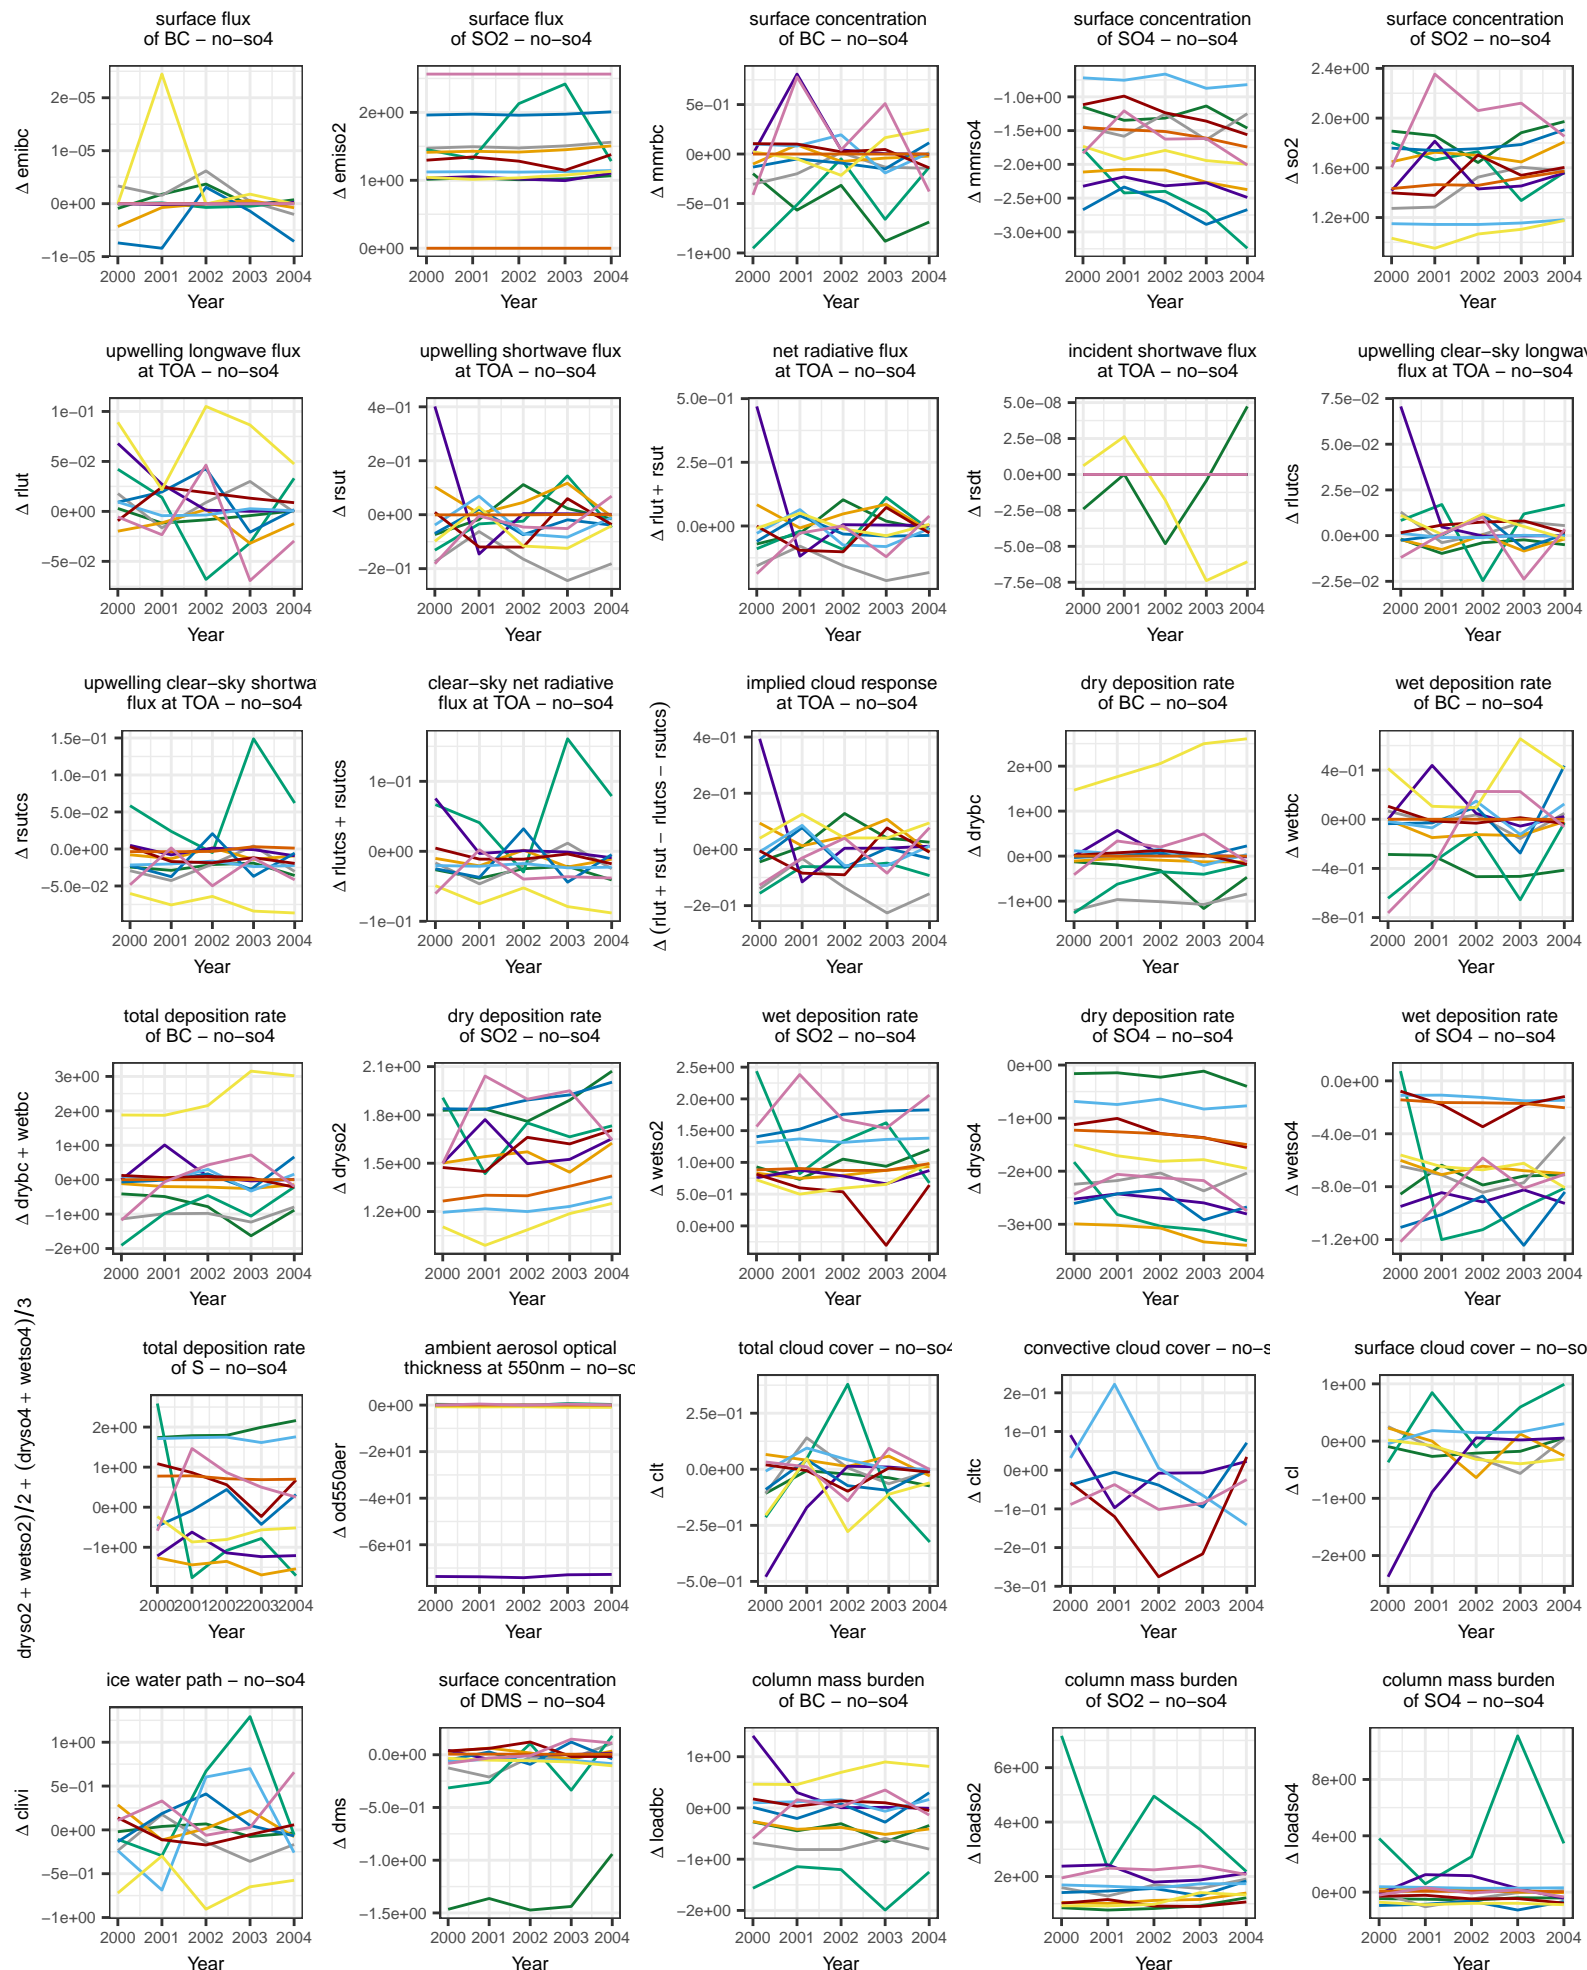 surface flux
of BC − no−so4
Δ emibc
2e−05
1e−05
0e+00
−1e−05
2000 2001 2002 2003 2004
Year
surface flux
of SO2 − no−so4
Δ emiso2
2e+00
1e+00
0e+00
2000 2001 2002 2003 2004
Year
surface concentration
of BC − no−so4
Δ mmrbc
5e−01
0e+00
−5e−01
−1e+00
2000 2001 2002 2003 2004
Year
surface concentration
of SO4 − no−so4
Δ mmrso4
−1.0e+00
−1.5e+00
−2.0e+00
−2.5e+00
−3.0e+00
2000 2001 2002 2003 2004
Year
surface concentration
of SO2 − no−so4
Δ so2
2.4e+00
2.0e+00
1.6e+00
1.2e+00
2000 2001 2002 2003 2004
Year
upwelling longwave flux
at TOA − no−so4
Δ rlut
1e−01
5e−02
0e+00
−5e−02
2000 2001 2002 2003 2004
Year
upwelling shortwave flux
at TOA − no−so4
Δ rsut
4e−01
2e−01
0e+00
−2e−01
2000 2001 2002 2003 2004
Year
net radiative flux
at TOA − no−so4
Δ rlut + rsut
5.0e−01
2.5e−01
0.0e+00
2000 2001 2002 2003 2004
Year
incident shortwave flux
at TOA − no−so4
Δ rsdt
5.0e−08
2.5e−08
0.0e+00
−2.5e−08
−5.0e−08
−7.5e−08
2000 2001 2002 2003 2004
Year
upwelling clear−sky longwav
flux at TOA − no−so4
Δ rlutcs
7.5e−02
5.0e−02
2.5e−02
0.0e+00
−2.5e−02
2000 2001 2002 2003 2004
Year
upwelling clear−sky shortwa
flux at TOA − no−so4
Δ rsutcs
1.5e−01
1.0e−01
5.0e−02
0.0e+00
−5.0e−02
2000 2001 2002 2003 2004
Year
clear−sky net radiative
flux at TOA − no−so4
Δ rlutcs + rsutcs
1e−01
0e+00
−1e−01
2000 2001 2002 2003 2004
Year
implied cloud response
at TOA − no−so4
Δ (rlut + rsut − rlutcs − rsutcs)
4e−01
2e−01
0e+00
−2e−01
2000 2001 2002 2003 2004
Year
dry deposition rate
of BC − no−so4
Δ drybc
2e+00
1e+00
0e+00
−1e+00
2000 2001 2002 2003 2004
Year
wet deposition rate
of BC − no−so4
Δ wetbc
4e−01
0e+00
−4e−01
−8e−01
2000 2001 2002 2003 2004
Year
total deposition rate
of BC − no−so4
Δ drybc + wetbc
3e+00
2e+00
1e+00
0e+00
−1e+00
−2e+00
2000 2001 2002 2003 2004
Year
dry deposition rate
of SO2 − no−so4
Δ dryso2
2.1e+00
1.8e+00
1.5e+00
1.2e+00
2000 2001 2002 2003 2004
Year
wet deposition rate
of SO2 − no−so4
Δ wetso2
2.5e+00
2.0e+00
1.5e+00
1.0e+00
5.0e−01
0.0e+00
2000 2001 2002 2003 2004
Year
dry deposition rate
of SO4 − no−so4
Δ dryso4
0e+00
−1e+00
−2e+00
−3e+00
2000 2001 2002 2003 2004
Year
wet deposition rate
of SO4 − no−so4
Δ wetso4
0.0e+00
−4.0e−01
−8.0e−01
−1.2e+00
2000 2001 2002 2003 2004
Year
total deposition rate
of S − no−so4
dryso2 + wetso2)/2 + (dryso4 + wetso4)/3
2e+00
1e+00
0e+00
−1e+00
2000 2001 2002 2003 2004
Year
ambient aerosol optical
thickness at 550nm − no−so
Δ od550aer
0e+00
−2e+01
−4e+01
−6e+01
2000 2001 2002 2003 2004
Year
total cloud cover − no−so4
Δ clt
2.5e−01
0.0e+00
−2.5e−01
−5.0e−01
2000 2001 2002 2003 2004
Year
convective cloud cover − no−s
Δ cltc
2e−01
1e−01
0e+00
−1e−01
−2e−01
−3e−01
2000 2001 2002 2003 2004
Year
surface cloud cover − no−so
Δ cl
1e+00
0e+00
−1e+00
−2e+00
2000 2001 2002 2003 2004
Year
ice water path − no−so4
Δ clivi
1e+00
5e−01
0e+00
−5e−01
−1e+00
2000 2001 2002 2003 2004
Year
surface concentration
of DMS − no−so4
Δ dms
0.0e+00
−5.0e−01
−1.0e+00
−1.5e+00
2000 2001 2002 2003 2004
Year
column mass burden
of BC − no−so4
Δ loadbc
1e+00
0e+00
−1e+00
−2e+00
2000 2001 2002 2003 2004
Year
column mass burden
of SO2 − no−so4
Δ loadso2
6e+00
4e+00
2e+00
2000 2001 2002 2003 2004
Year
column mass burden
of SO4 − no−so4
Δ loadso4
8e+00
4e+00
0e+00
2000 2001 2002 2003 2004
Year